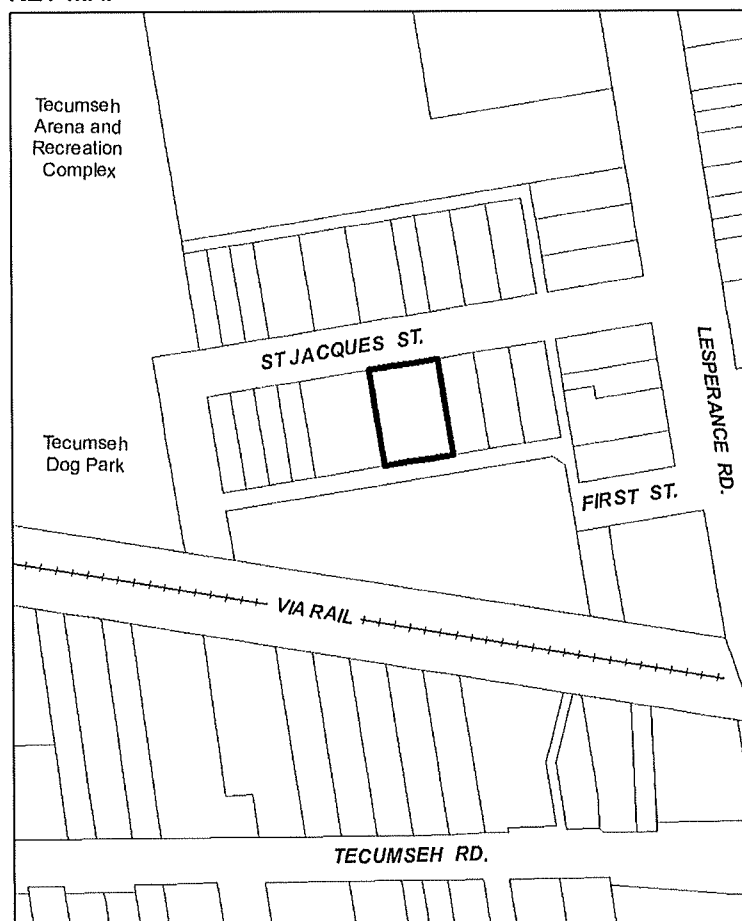 Tecumseh
Arena and
Recreation
Complex
ST JACQUES ST.
LESPERANCE RD.
Tecumseh
Dog Park
FIRST ST.
VIA RAIL
TECUMSEH RD.